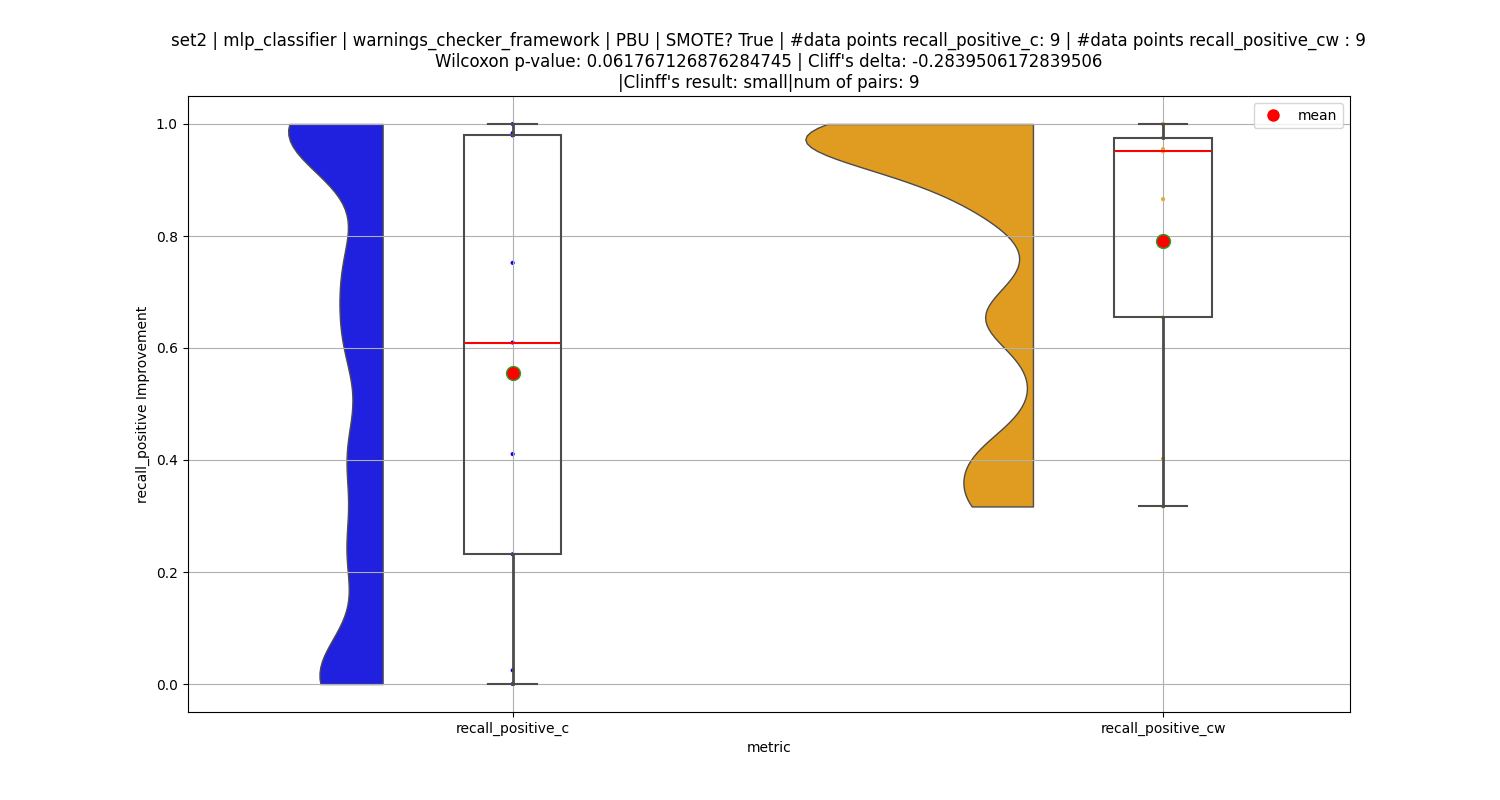 set2 | mlp_classifier | warnings_checker_framework | PBU | SMOTE? True | #data points recall_positive_c: 9 | #data points recall_positive_cw : 9
Wilcoxon p-value: 0.061767126876284745 | Cliff's delta: -0.2839506172839506
|Clinff's result: small|num of pairs: 9
mean
1.0
0.8
0.6
0.4
0.2
0.0
recall_positive Improvement
recall_positive_c
recall_positive_cw
metric